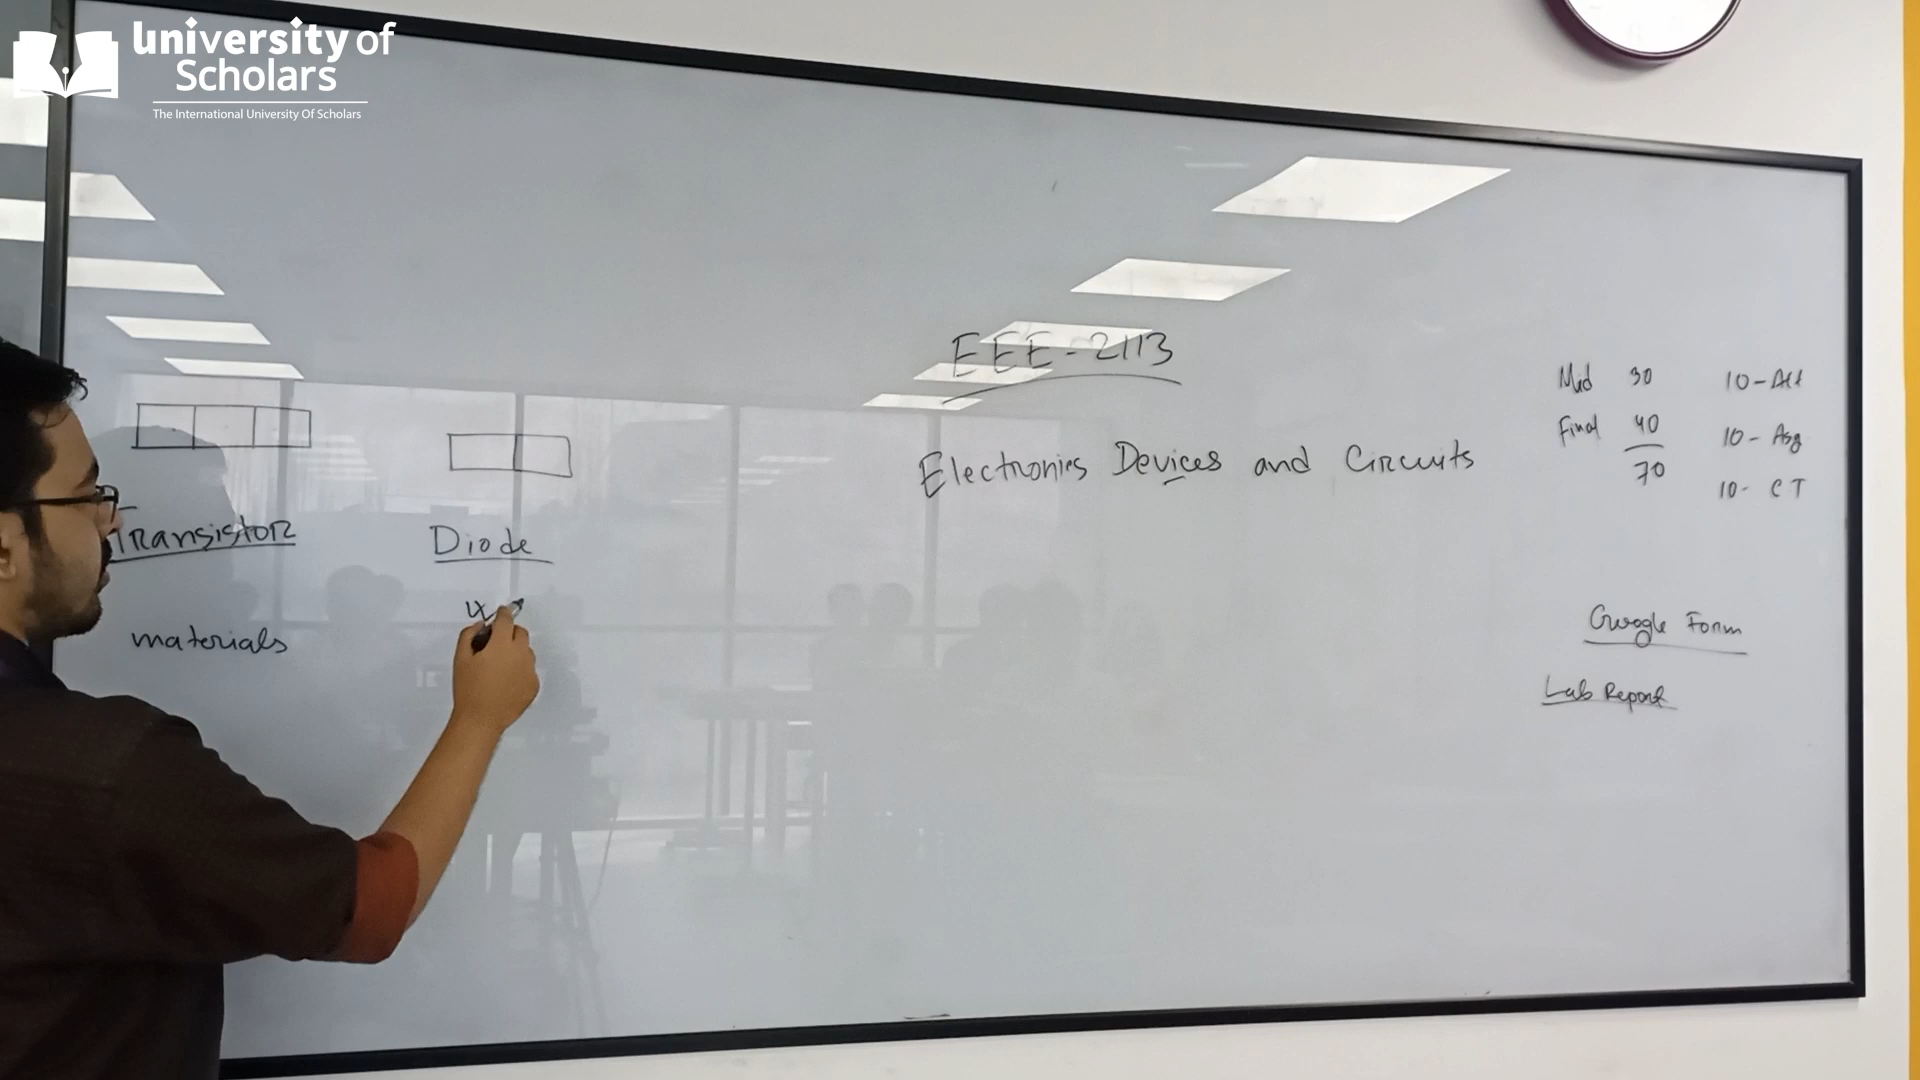 University of
Scholars
The International University Of Scholars
EEE-2113
Electronics Devices and Circuits
Mid 30
Final 40
70
10-Att
10- Asg
10- CT
Transistor
Diode
materials
Google Form
Lab Report